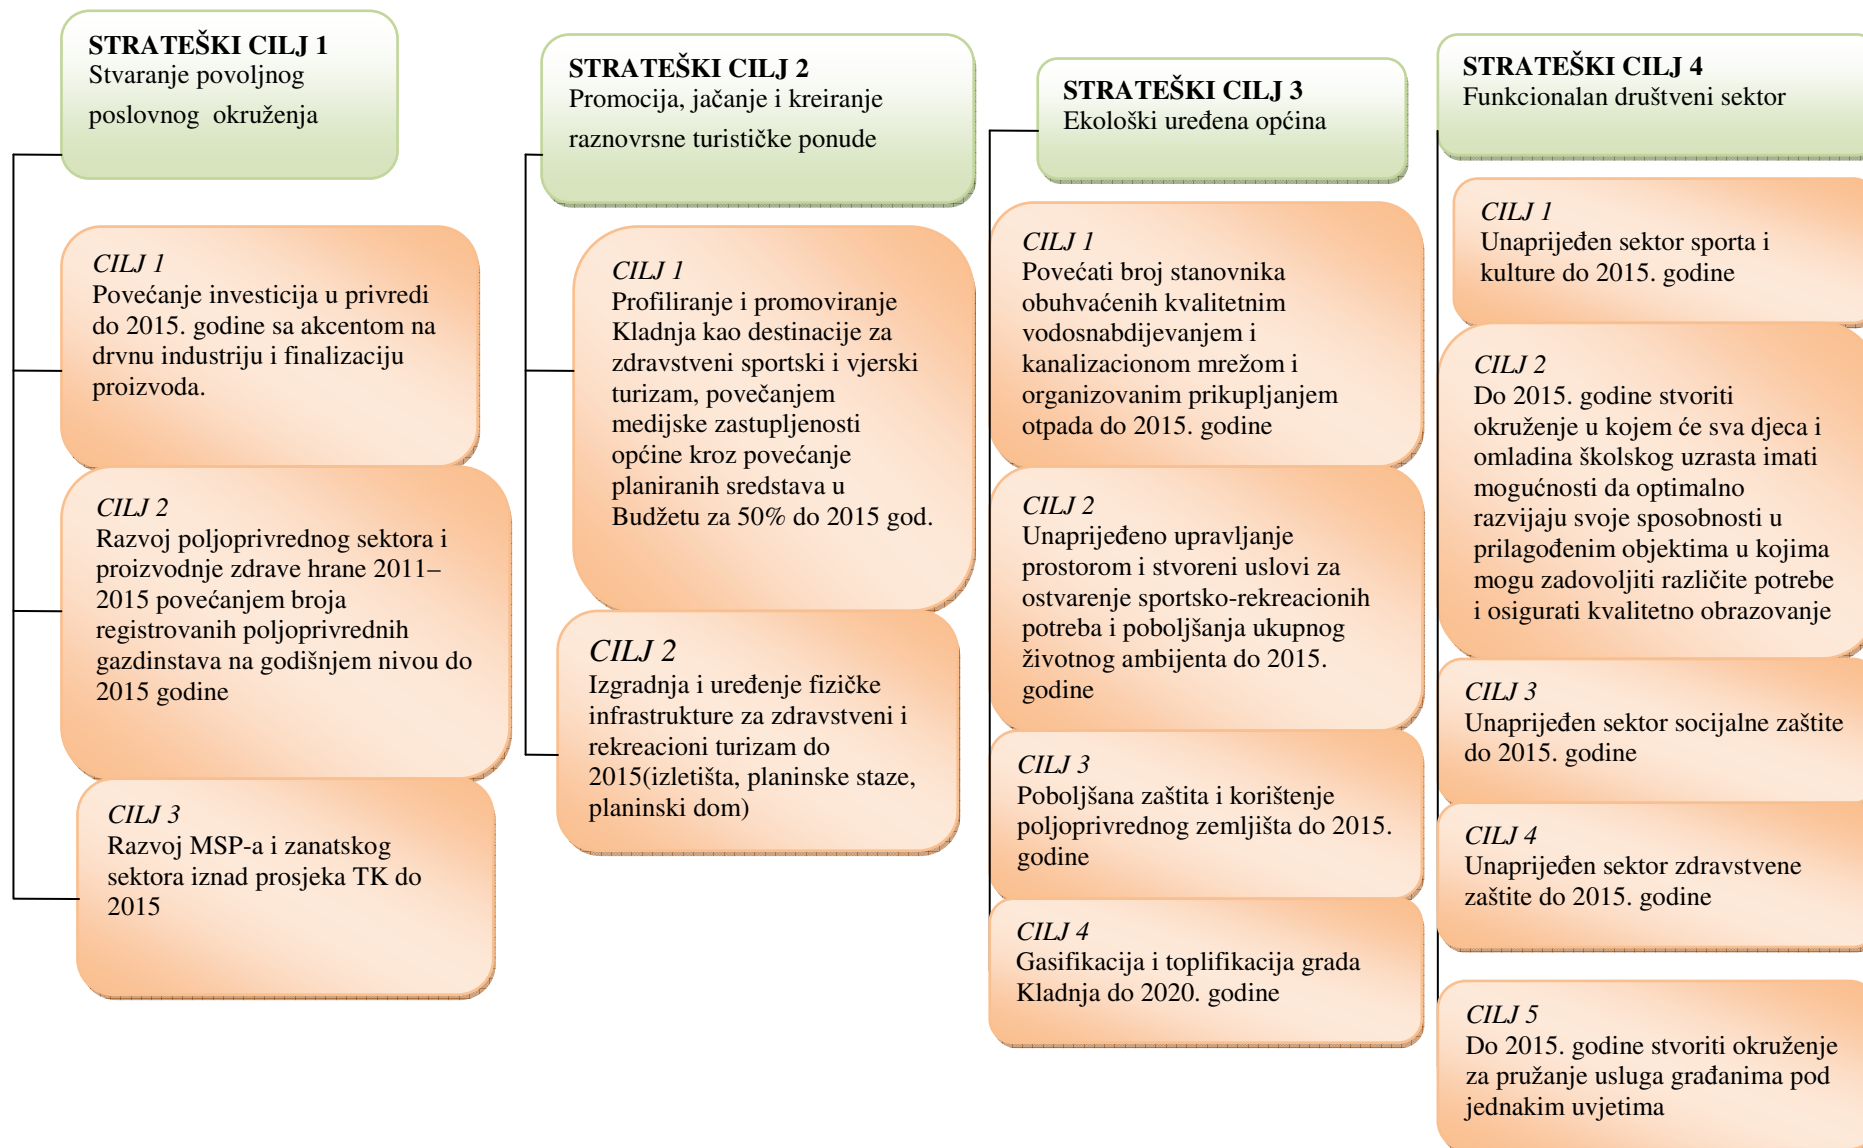 STRATEŠKI CILJ 1
Stvaranje povoljnog
poslovnog okruženja
CILJ 1
Povećanje investicija u privredi
do 2015. godine sa akcentom na
drvnu industriju i finalizaciju
proizvoda.
CILJ 2
Razvoj poljoprivrednog sektora i
proizvodnje zdrave hrane 2011–
2015 povećanjem broja
registrovanih poljoprivrednih
gazdinstava na godišnjem nivou do
2015 godine
CILJ 3
Razvoj MSP-a i zanatskog
sektora iznad prosjeka TK do
2015
STRATEŠKI CILJ 2
Promocija, jačanje i kreiranje
raznovrsne turističke ponude
CILJ 1
Profiliranje i promoviranje
Kladnja kao destinacije za
zdravstveni sportski i vjerski
turizam, povečanjem
medijske zastupljenosti
općine kroz povećanje
planiranih sredstava u
Budžetu za 50% do 2015 god.
CILJ 2
Izgradnja i uređenje fizičke
infrastrukture za zdravstveni i
rekreacioni turizam do
2015(izletišta, planinske staze,
planinski dom)
STRATEŠKI CILJ 3
Ekološki uređena općina
CILJ 1
Povećati broj stanovnika
obuhvaćenih kvalitetnim
vodosnabdijevanjem i
kanalizacionom mrežom i
organizovanim prikupljanjem
otpada do 2015. godine
CILJ 2
Unaprijeđeno upravljanje
prostorom i stvoreni uslovi za
ostvarenje sportsko-rekreacionih
potreba i poboljšanja ukupnog
životnog ambijenta do 2015.
godine
CILJ 3
Poboljšana zaštita i korištenje
poljoprivrednog zemljišta do 2015.
godine
CILJ 4
Gasifikacija i toplifikacija grada
Kladnja do 2020. godine
STRATEŠKI CILJ 4
Funkcionalan društveni sektor
CILJ 1
Unaprijeđen sektor sporta i
kulture do 2015. godine
CILJ 2
Do 2015. godine stvoriti
okruženje u kojem će sva djeca i
omladina školskog uzrasta imati
mogućnosti da optimalno
razvijaju svoje sposobnosti u
prilagođenim objektima u kojima
mogu zadovoljiti različite potrebe
i osigurati kvalitetno obrazovanje
CILJ 3
Unaprijeđen sektor socijalne zaštite
do 2015. godine
CILJ 4
Unaprijeđen sektor zdravstvene
zaštite do 2015. godine
CILJ 5
Do 2015. godine stvoriti okruženje
za pružanje usluga građanima pod
jednakim uvjetima